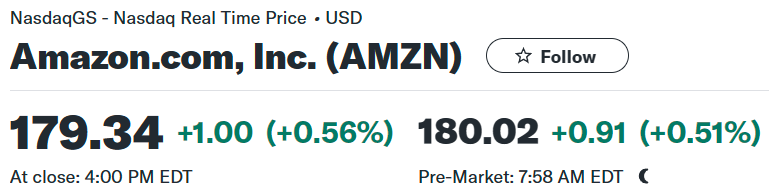 NasdaqGS - Nasdaq Real Time Price • USD
Amazon.com, Inc. (AMZN) Follow
179.34 +1.00 (+0.56%) 180.02 +0.91 (+0.51%)
At close: 4:00 PM EDT Pre-Market: 7:58 AM EDT